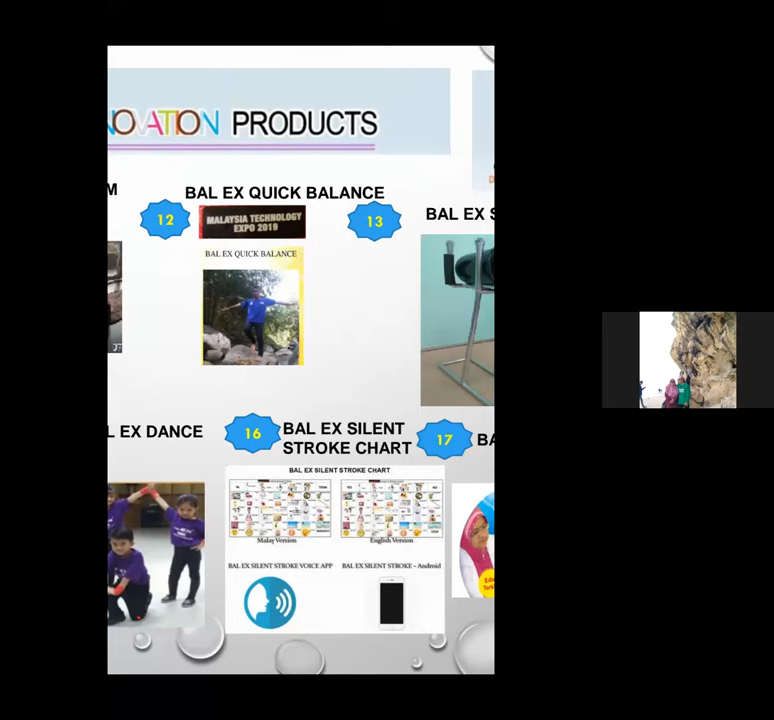 NOVATION PRODUCTS
M
12
BAL EX QUICK BALANCE
MALAYSIA TECHNOLOGY
EXPO 2019
BAL EX QUICK BALANCE
13
BAL EX S
L EX DANCE
16
BAL EX SILENT
STROKE CHART
17
BA
BAL EX SILENT STROKE CHART
Malay Version
English Version
BAL EX SILENT STROKE VOICE APP
BAL EX SILENT STROKE - Android